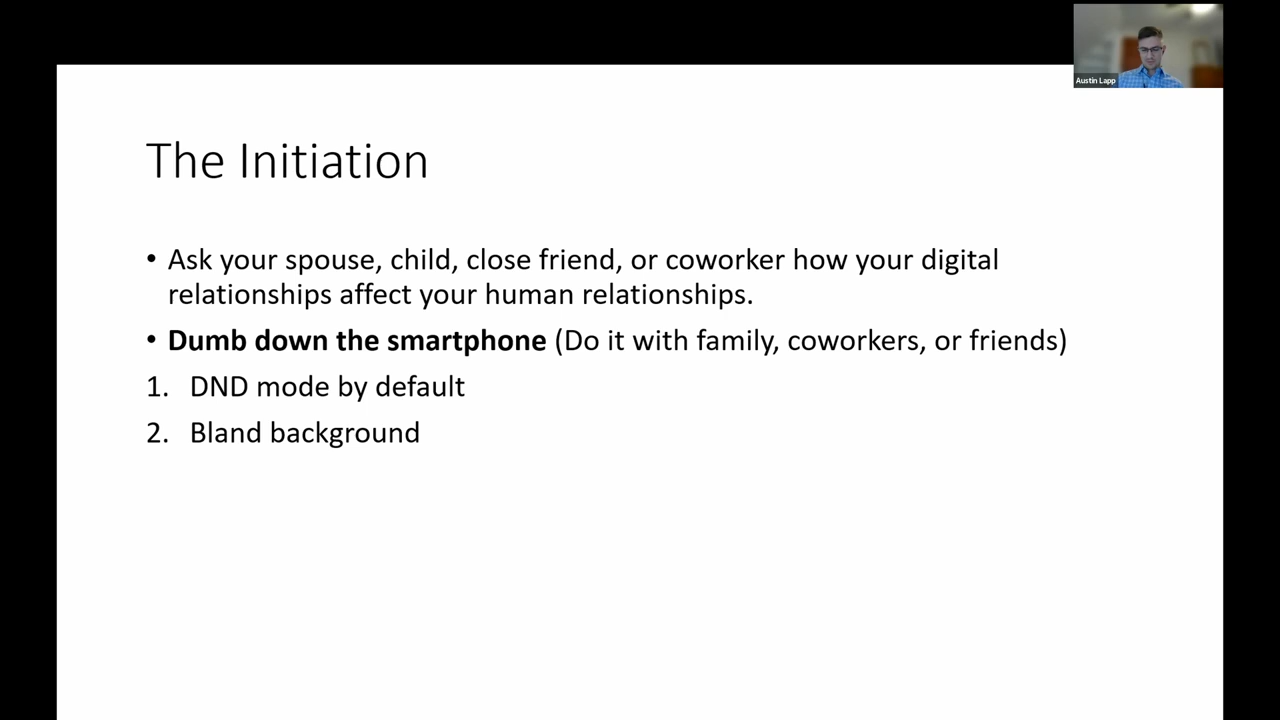 Austin Lapp
The Initiation
• Ask your spouse, child, close friend, or coworker how your digital
relationships affect your human relationships.
• Dumb down the smartphone (Do it with family, coworkers, or friends)
1. DND mode by default
2. Bland background